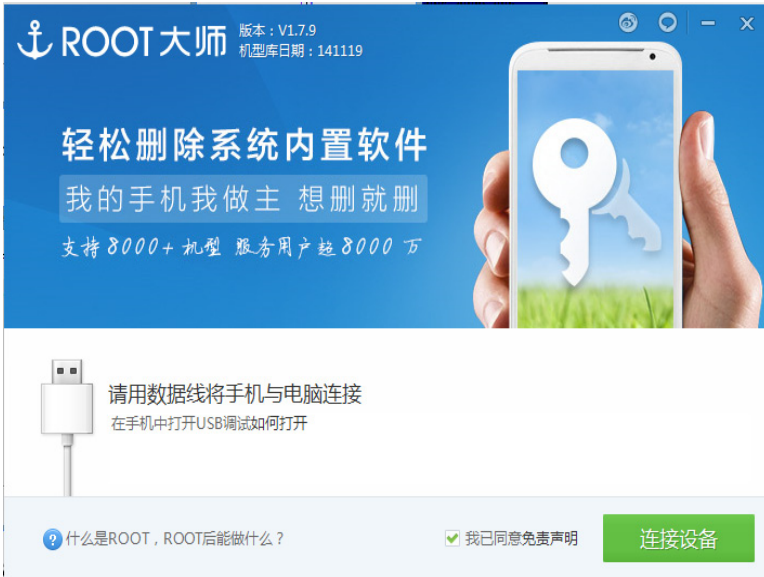 ROOT大师
版本：V1.7.9
机型库日期：141119
轻松删除系统内置软件
我的手机我做主 想删就删
支持8000+机型 服务用户超8000万
请用数据线将手机与电脑连接
在手机中打开USB调试如何打开
什么是ROOT，ROOT后能做什么？
我已同意免责声明
连接设备